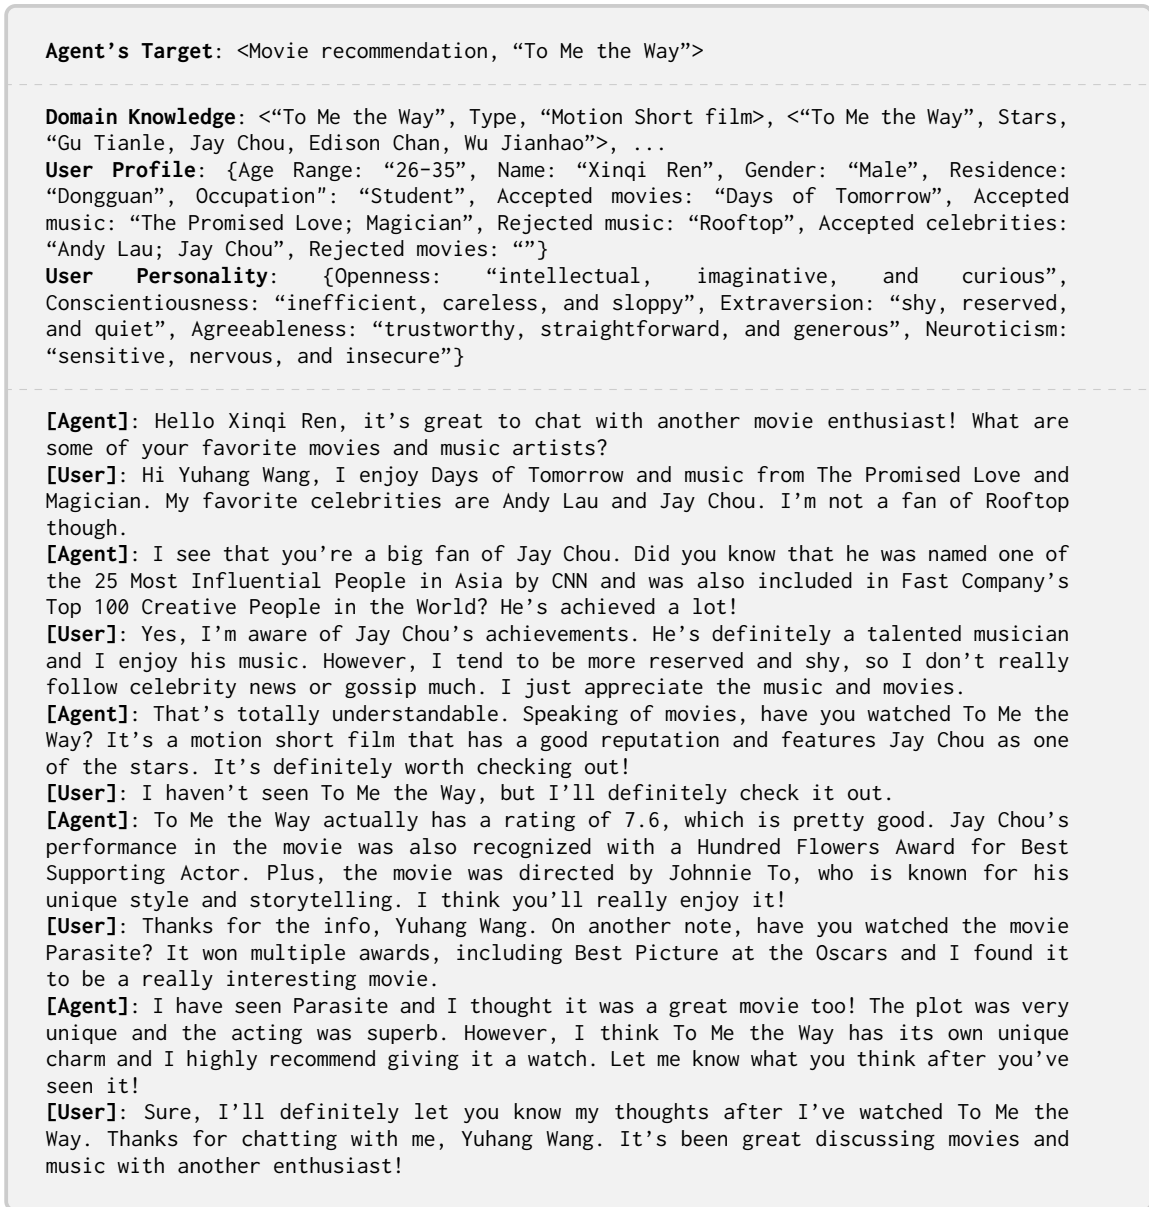 Agent's Target: <Movie recommendation, “To Me the Way”>
Domain Knowledge: <“To Me the Way”, Type, “Motion Short film>, <“To Me the Way”, Stars,
“Gu Tianle, Jay Chou, Edison Chan, Wu Jianhao”>, ...
User Profile: {Age Range: “26-35”, Name: “Xinqi Ren”, Gender: “Male”, Residence:
“Dongguan”, Occupation": “Student”, Accepted movies: “Days of Tomorrow”, Accepted
music: “The Promised Love; Magician”, Rejected music: “Rooftop”, Accepted celebrities:
“Andy Lau; Jay Chou”, Rejected movies: “”}
User Personality: {Openness: “intellectual, imaginative, and curious”,
Conscientiousness: “inefficient, careless, and sloppy”, Extraversion: “shy, reserved,
and quiet”, Agreeableness: “trustworthy, straightforward, and generous”, Neuroticism:
“sensitive, nervous, and insecure”}
[Agent]: Hello Xinqi Ren, it's great to chat with another movie enthusiast! What are
some of your favorite movies and music artists?
[User]: Hi Yuhang Wang, I enjoy Days of Tomorrow and music from The Promised Love and
Magician. My favorite celebrities are Andy Lau and Jay Chou. I'm not a fan of Rooftop
though.
[Agent]: I see that you're a big fan of Jay Chou. Did you know that he was named one of
the 25 Most Influential People in Asia by CNN and was also included in Fast Company's
Top 100 Creative People in the World? He's achieved a lot!
[User]: Yes, I'm aware of Jay Chou's achievements. He's definitely a talented musician
and I enjoy his music. However, I tend to be more reserved and shy, so I don't really
follow celebrity news or gossip much. I just appreciate the music and movies.
[Agent]: That's totally understandable. Speaking of movies, have you watched To Me the
Way? It's a motion short film that has a good reputation and features Jay Chou as one
of the stars. It's definitely worth checking out!
[User]: I haven't seen To Me the Way, but I'll definitely check it out.
[Agent]: To Me the Way actually has a rating of 7.6, which is pretty good. Jay Chou's
performance in the movie was also recognized with a Hundred Flowers Award for Best
Supporting Actor. Plus, the movie was directed by Johnnie To, who is known for his
unique style and storytelling. I think you'll really enjoy it!
[User]: Thanks for the info, Yuhang Wang. On another note, have you watched the movie
Parasite? It won multiple awards, including Best Picture at the Oscars and I found it
to be a really interesting movie.
[Agent]: I have seen Parasite and I thought it was a great movie too! The plot was very
unique and the acting was superb. However, I think To Me the Way has its own unique
charm and I highly recommend giving it a watch. Let me know what you think after you've
seen it!
[User]: Sure, I'll definitely let you know my thoughts after I've watched To Me the
Way. Thanks for chatting with me, Yuhang Wang. It's been great discussing movies and
music with another enthusiast!